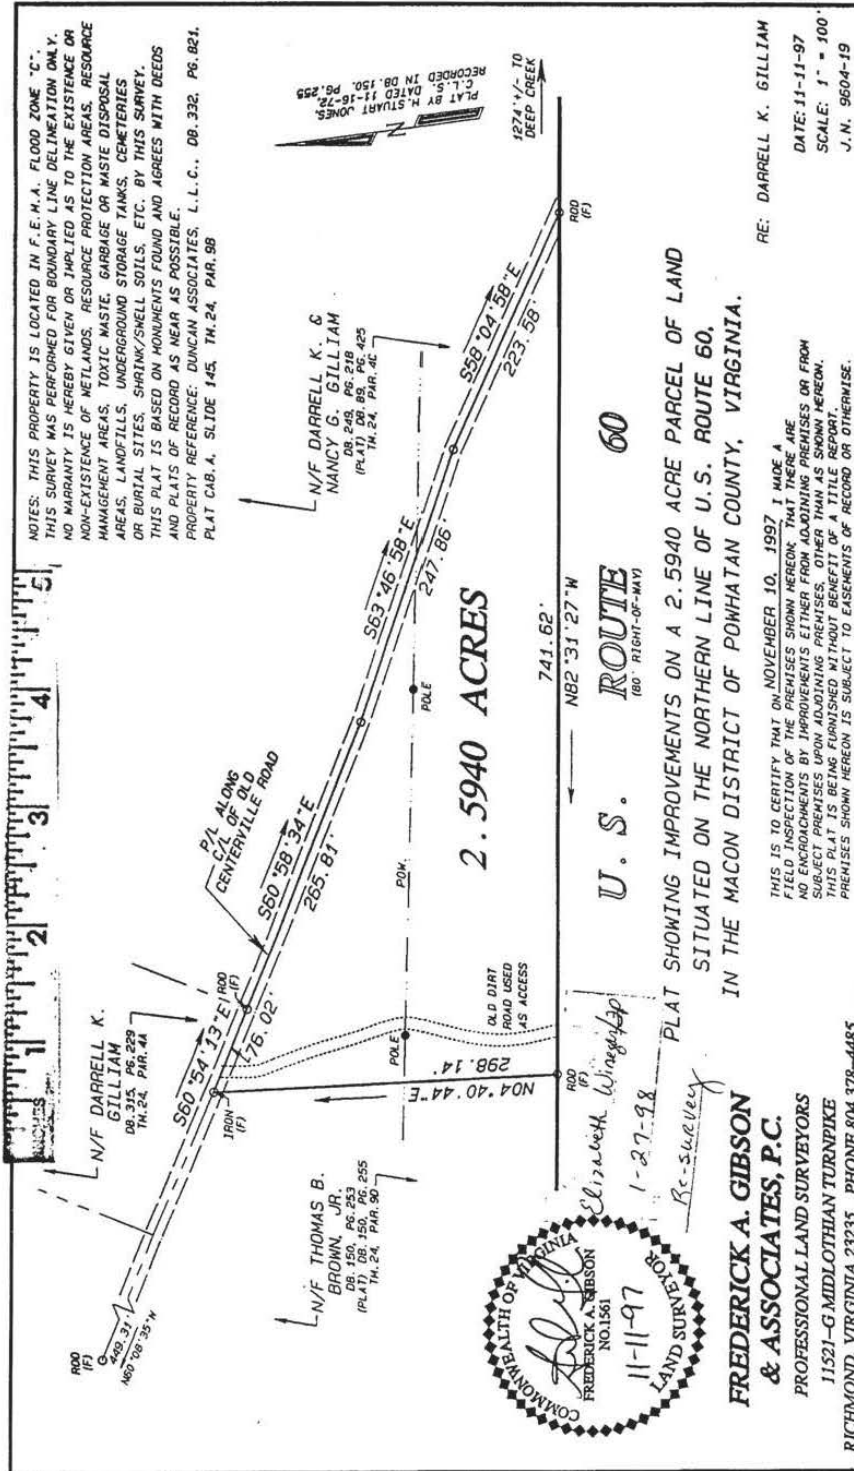 NOTES: THIS PROPERTY IS LOCATED IN F.E.M.A. FLOOD ZONE "C".
THIS SURVEY WAS PERFORMED FOR BOUNDARY LINE DELINEATION ONLY.
NO WARRANTY IS HEREBY GIVEN OR IMPLIED AS TO THE EXISTENCE OR
NON-EXISTENCE OF WETLANDS, RESOURCE PROTECTION AREAS, RESOURCE
MANAGEMENT AREAS, TOXIC WASTE, GARBAGE OR WASTE DISPOSAL
AREAS, LANDFILLS, UNDERGROUND STORAGE TANKS, CEMETERIES
OR BURIAL SITES, SHRINK/SWELL SOILS, ETC. BY THIS SURVEY.
THIS PLAT IS BASED ON MONUMENTS FOUND AND AGREES WITH DEEDS
AND PLATS OF RECORD AS NEAR AS POSSIBLE.
PROPERTY REFERENCE: DUNCAN ASSOCIATES, L.L.C., DB.332, PG.821,
PLAT CAB.A, SLIDE 145, TM.24, PAR.9B
INCHES 1 2 3 4 5
PLAT BY H.STUART JONES,
C.L.S. DATED 11-16-72,
RECORDED IN DB.150, PG.255
N
ROD
(F)
449.31'
N60°08'35"W
N/F DARRELL K.
GILLIAM
DB.315, PG.229
TM.24, PAR.4A
S60°54'13"E
76.02'
IRON
(F)
ROD
(F)
P/L ALONG
C/L OF OLD
CENTERVILLE ROAD
S60°58'34"E
265.81'
S63°46'58"E
247.86'
N/F DARRELL K. &
NANCY G. GILLIAM
DB.249, PG.218
(PLAT) DB.89, PG.425
TM.24, PAR.4C
S58°04'58"E
223.58'
1274'+/- TO
DEEP CREEK
ROD
(F)
N/F THOMAS B.
BROWN, JR.
DB.150, PG.253
(PLAT) DB.150, PG.255
TM.24, PAR.9D
N04°40'44"E
298.14'
POLE
POW.
POLE
OLD DIRT
ROAD USED
AS ACCESS
2.5940 ACRES
ROD
(F)
741.62'
N82°31'27"W
U.S. ROUTE 60
(80' RIGHT-OF-WAY)
PLAT SHOWING IMPROVEMENTS ON A 2.5940 ACRE PARCEL OF LAND
SITUATED ON THE NORTHERN LINE OF U.S. ROUTE 60,
IN THE MACON DISTRICT OF POWHATAN COUNTY, VIRGINIA.
COMMONWEALTH OF VIRGINIA
FREDERICK A. GIBSON
NO.1561
11-11-97
LAND SURVEYOR
Elizabeth
1-27-98
Re-survey
FREDERICK A. GIBSON
& ASSOCIATES, P.C.
PROFESSIONAL LAND SURVEYORS
11521-G MIDLOTHIAN TURNPIKE
RICHMOND, VIRGINIA 23235 PHONE 804 378-4485
THIS IS TO CERTIFY THAT ON NOVEMBER 10, 1997, I MADE A
FIELD INSPECTION OF THE PREMISES SHOWN HEREON; THAT THERE ARE
NO ENCROACHMENTS BY IMPROVEMENTS EITHER FROM ADJOINING PREMISES OR FROM
SUBJECT PREMISES UPON ADJOINING PREMISES, OTHER THAN AS SHOWN HEREON.
THIS PLAT IS BEING FURNISHED WITHOUT BENEFIT OF A TITLE REPORT.
PREMISES SHOWN HEREON IS SUBJECT TO EASEMENTS OF RECORD OR OTHERWISE.
RE: DARRELL K. GILLIAM
DATE: 11-11-97
SCALE: 1" = 100'
J.N. 9604-19